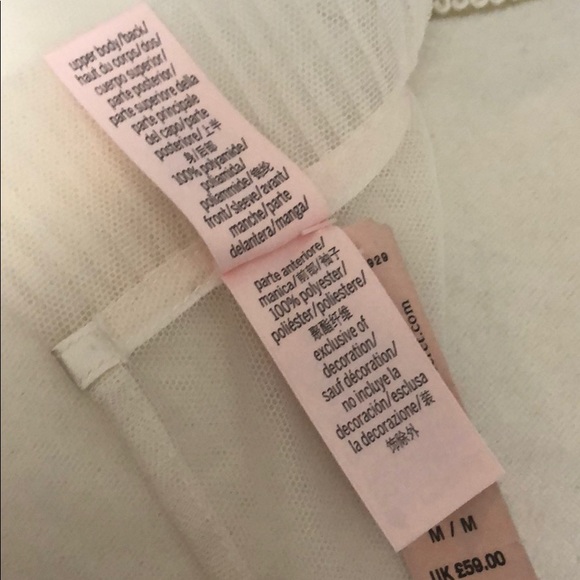 upper body/back/
haut du corps/dos/
cuerpo superior/
parte posterior/
parte superiore della
parte principale
del capo/parte
posteriore/上半
身/后部
100% polyamide/
poliamida/
poliammide/锦纶
front/sleeve/avant/
manche/parte
delantera/manga/
parte anteriore/
manica/前部/袖子
100% polyester/
poliéster/poliestere/
聚酯纤维
exclusive of
decoration/
sauf décoration/
no incluye la
decoración/esclusa
la decorazione/装
饰除外
929
.com
M / M
UK £59.00